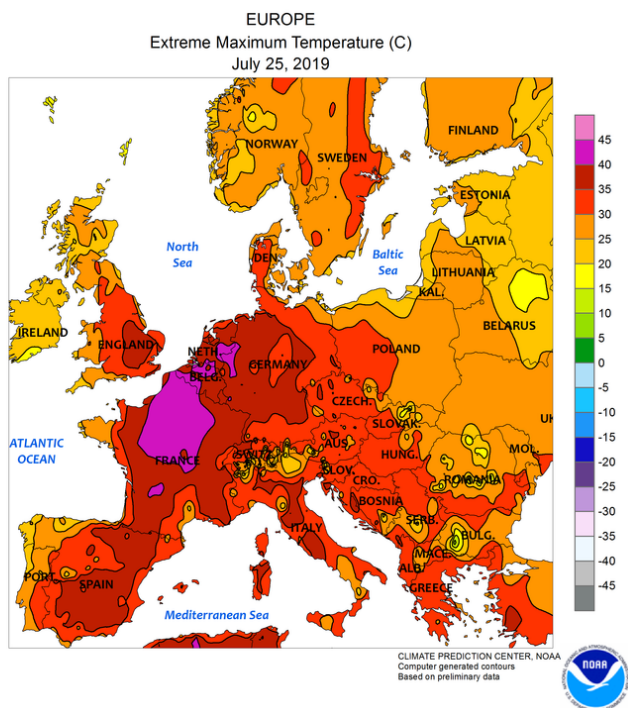 EUROPE
Extreme Maximum Temperature (C)
July 25, 2019
FINLAND
NORWAY
SWEDEN
ESTONIA
North
Sea
Baltic
Sea
LATVIA
DEN.
LITHUANIA
KAL.
IRELAND
BELARUS
ENGLAND
NETH.
POLAND
BELG.
GERMANY
CZECH.
UK
SLOVAK.
ATLANTIC
OCEAN
AUS.
MOL.
FRANCE
SWITZ.
HUNG.
SLOV.
ROMANIA
CRO.
BOSNIA
SERB.
ITALY
BULG.
MACE.
PORT.
SPAIN
ALB.
GREECE
Mediterranean Sea
45
40
35
30
25
20
15
10
5
0
-5
-10
-15
-20
-25
-30
-35
-40
-45
CLIMATE PREDICTION CENTER, NOAA
Computer generated contours
Based on preliminary data
NOAA